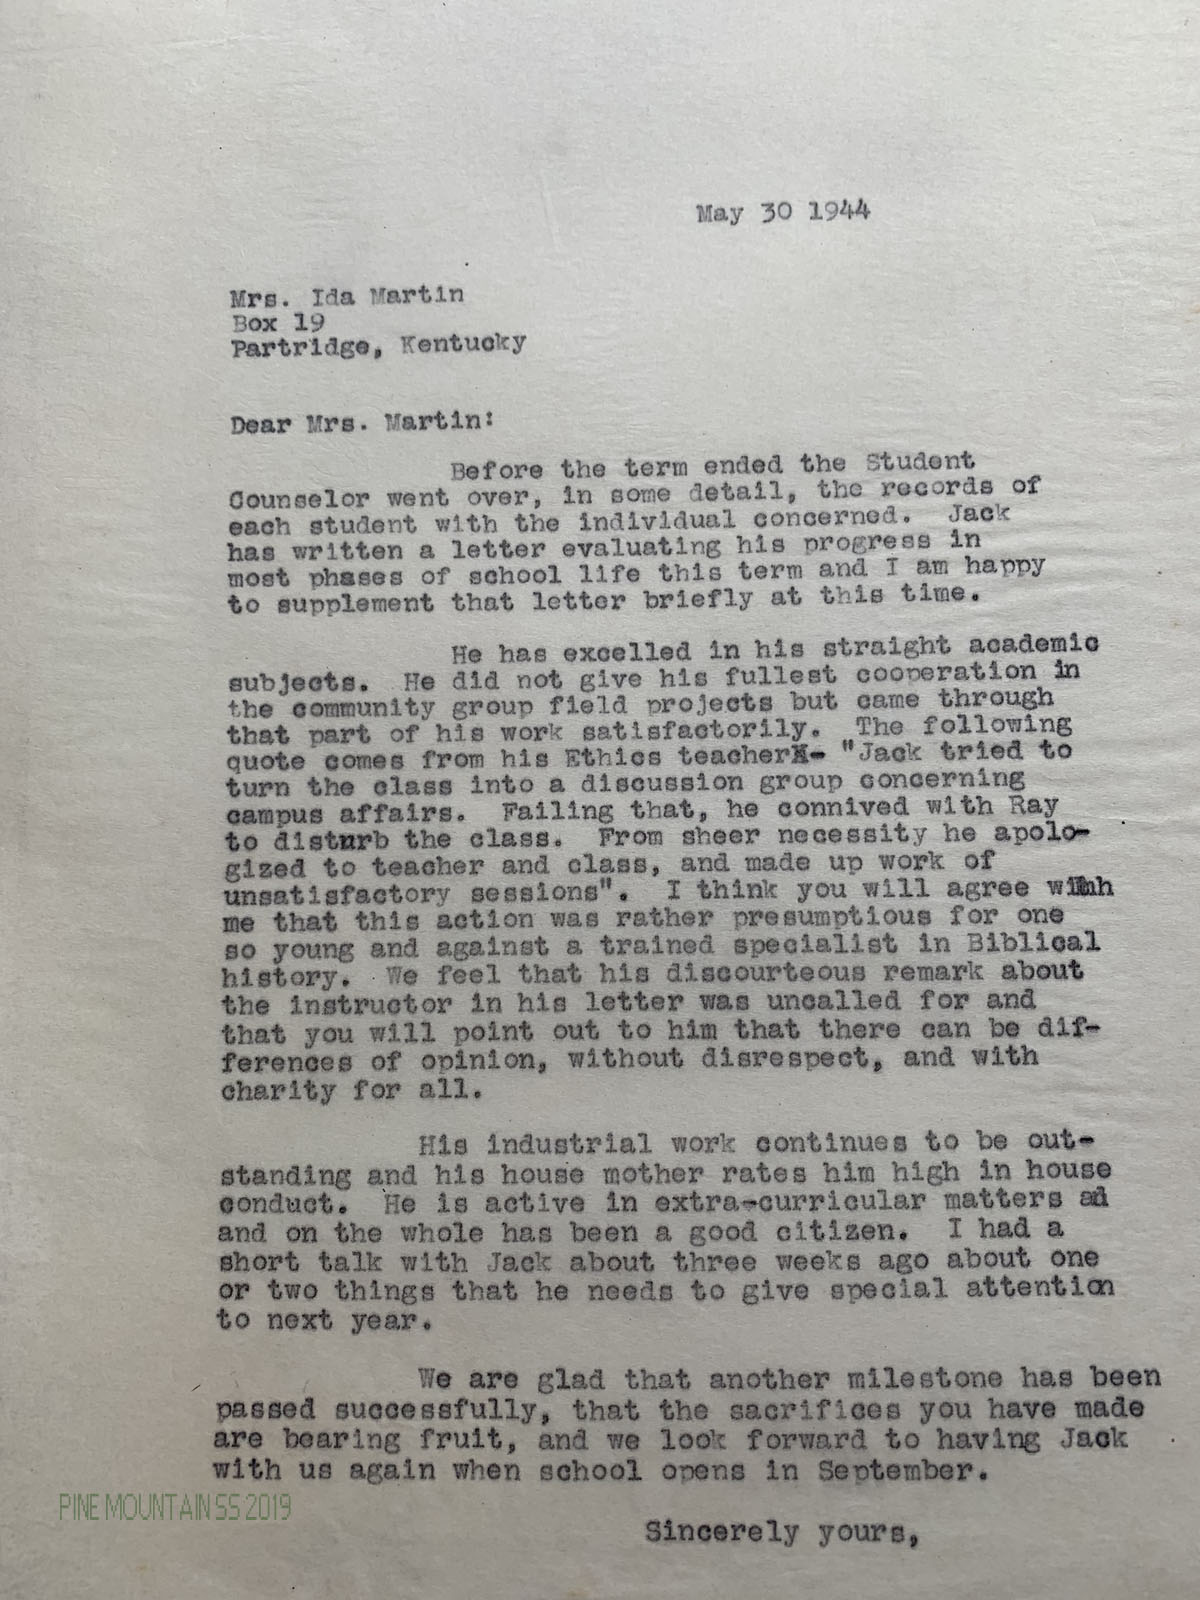 May 30 1944
Mrs. Ida Martin
Box 19
Partridge, Kentucky
Dear Mrs. Martin:
Before the term ended the Student
Counselor went over, in some detail, the records of
each student with the individual concerned. Jack
has written a letter evaluating his progress in
most phases of school life this term and I am happy
to supplement that letter briefly at this time.
He has excelled in his straight academic
subjects. He did not give his fullest cooperation in
the community group field projects but came through
that part of his work satisfactorily. The following
quote comes from his Ethics teacher- "Jack tried to
turn the class into a discussion group concerning
campus affairs. Failing that, he connived with Ray
to disturb the class. From sheer necessity he apolo-
gized to teacher and class, and made up work of
unsatisfactory sessions". I think you will agree with
me that this action was rather presumptious for one
so young and against a trained specialist in Biblical
history. We feel that his discourteous remark about
the instructor in his letter was uncalled for and
that you will point out to him that there can be dif-
ferences of opinion, without disrespect, and with
charity for all.
His industrial work continues to be out-
standing and his house mother rates him high in house
conduct. He is active in extra-curricular matters ad
and on the whole has been a good citizen. I had a
short talk with Jack about three weeks ago about one
or two things that he needs to give special attention
to next year.
We are glad that another milestone has been
passed successfully, that the sacrifices you have made
are bearing fruit, and we look forward to having Jack
with us again when school opens in September.
PINE MOUNTAIN SS 2019
Sincerely yours,